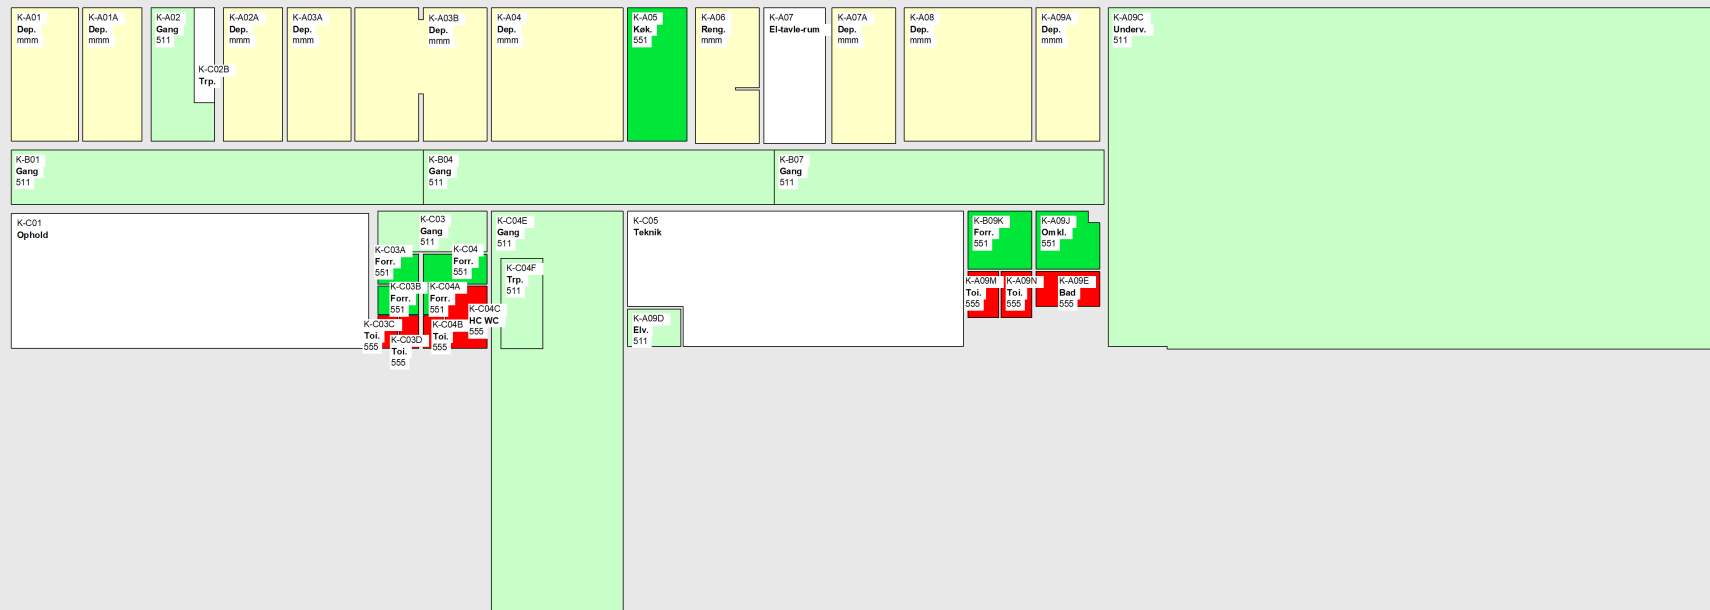 K-A01
Dep.
mmm
K-A01A
Dep.
mmm
K-A02
Gang
511
K-C02B
Trp.
K-A02A
Dep.
mmm
K-A03A
Dep.
mmm
K-A03B
Dep.
mmm
K-A04
Dep.
mmm
K-A05
Køk.
551
K-A06
Reng.
mmm
K-A07
El-tavle-rum
K-A07A
Dep.
mmm
K-A08
Dep.
mmm
K-A09A
Dep.
mmm
K-A09C
Underv.
511
K-B01
Gang
511
K-B04
Gang
511
K-B07
Gang
511
K-C01
Ophold
K-C03
Gang
511
K-C03A
Forr.
551
K-C04
Forr.
551
K-C03B
Forr.
551
K-C04A
Forr.
551
K-C04C
HC WC
555
K-C03C
Toi.
555
K-C03D
Toi.
555
K-C04B
Toi.
555
K-C04E
Gang
511
K-C04F
Trp.
511
K-C05
Teknik
K-A09D
Elv.
511
K-B09K
Forr.
551
K-A09J
Omkl.
551
K-A09M
Toi.
555
K-A09N
Toi.
555
K-A09E
Bad
555